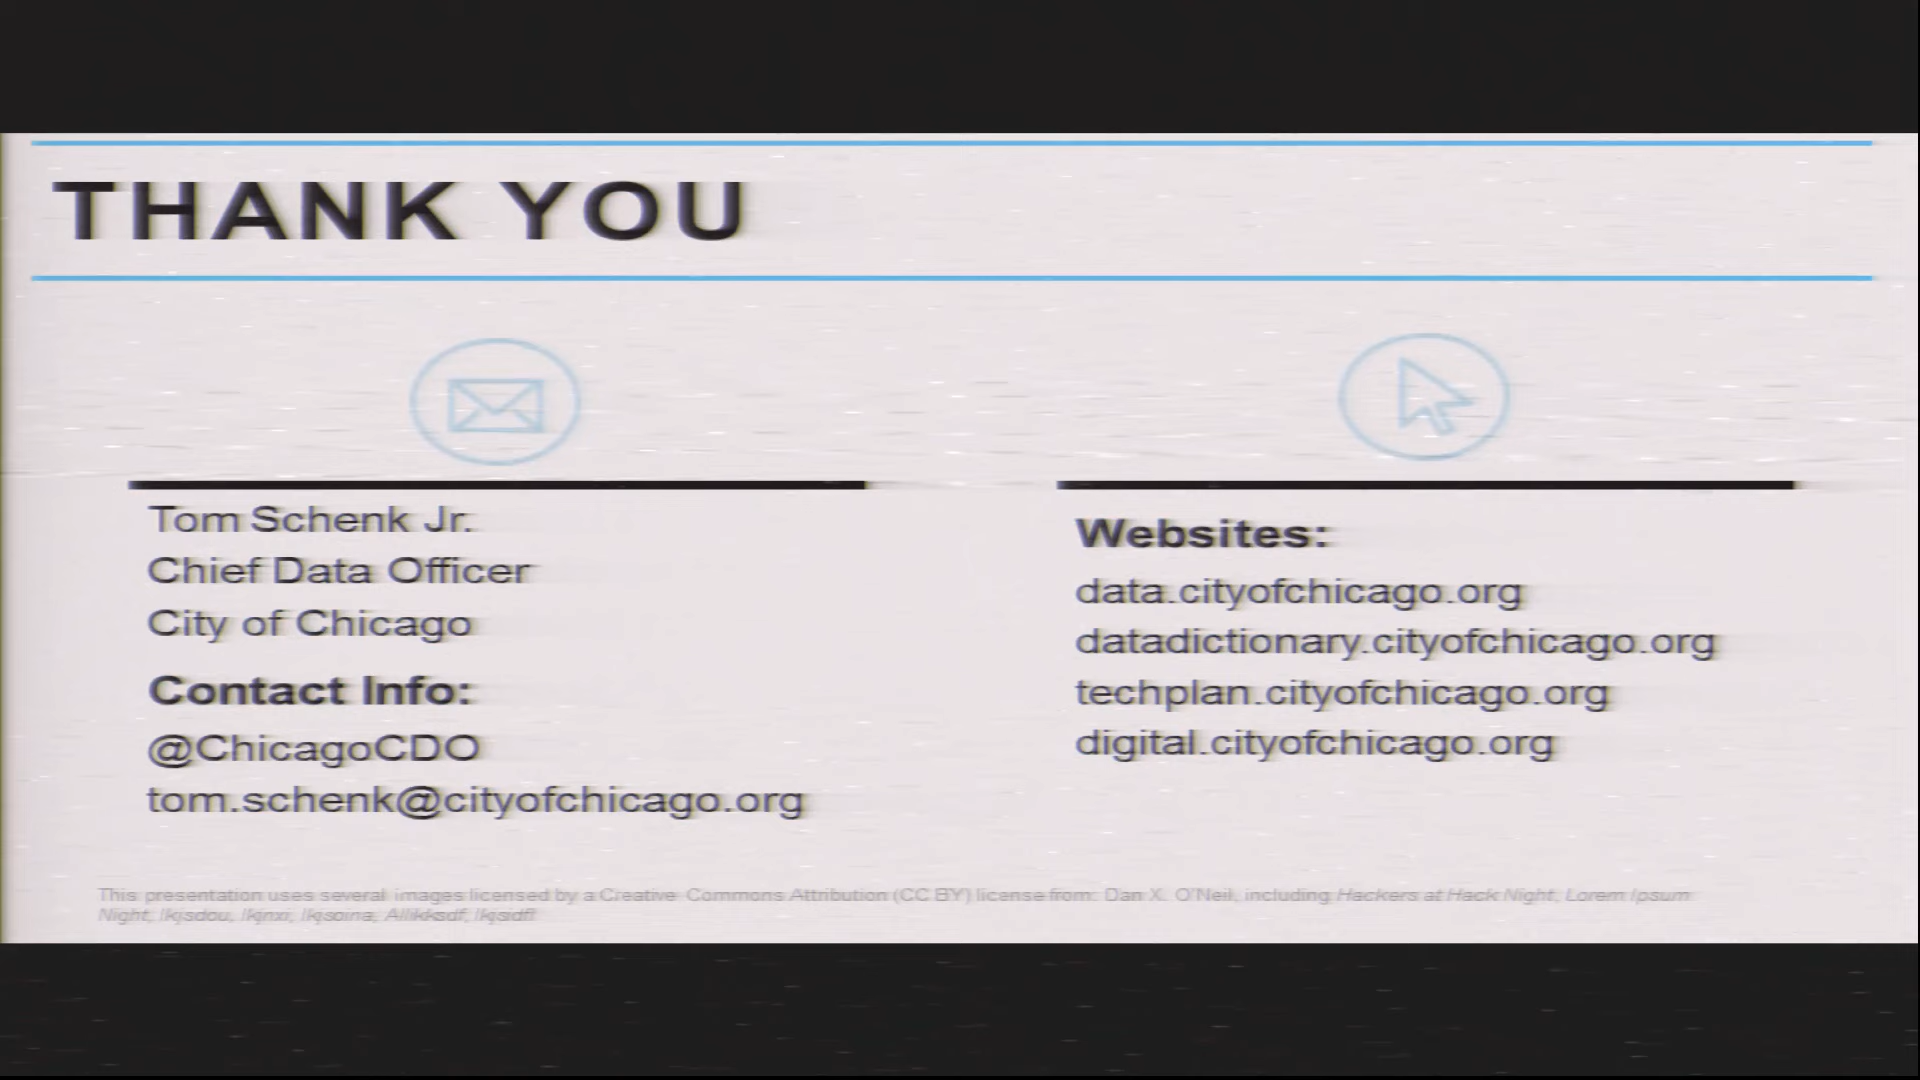 THANK YOU
Tom Schenk Jr.
Chief Data Officer
City of Chicago
Contact Info:
@ChicagoCDO
tom.schenk@cityofchicago.org
Websites:
data.cityofchicago.org
datadictionary.cityofchicago.org
techplan.cityofchicago.org
digital.cityofchicago.org
This presentation uses several images licensed by a Creative Commons Attribution (CC BY) license from: Dan X. O'Neil, including Hackers at Hack Night, Lorem Ipsum
Night,